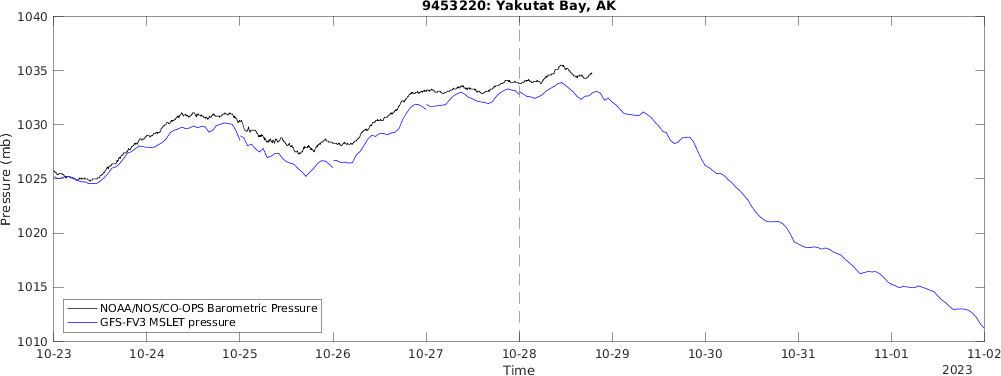 9453220: Yakutat Bay, AK
Pressure (mb)
1040
1035
1030
1025
1020
1015
1010
NOAA/NOS/CO-OPS Barometric Pressure
GFS-FV3 MSLET pressure
10-23 10-24 10-25 10-26 10-27 10-28 10-29 10-30 10-31 11-01 11-02
Time
2023